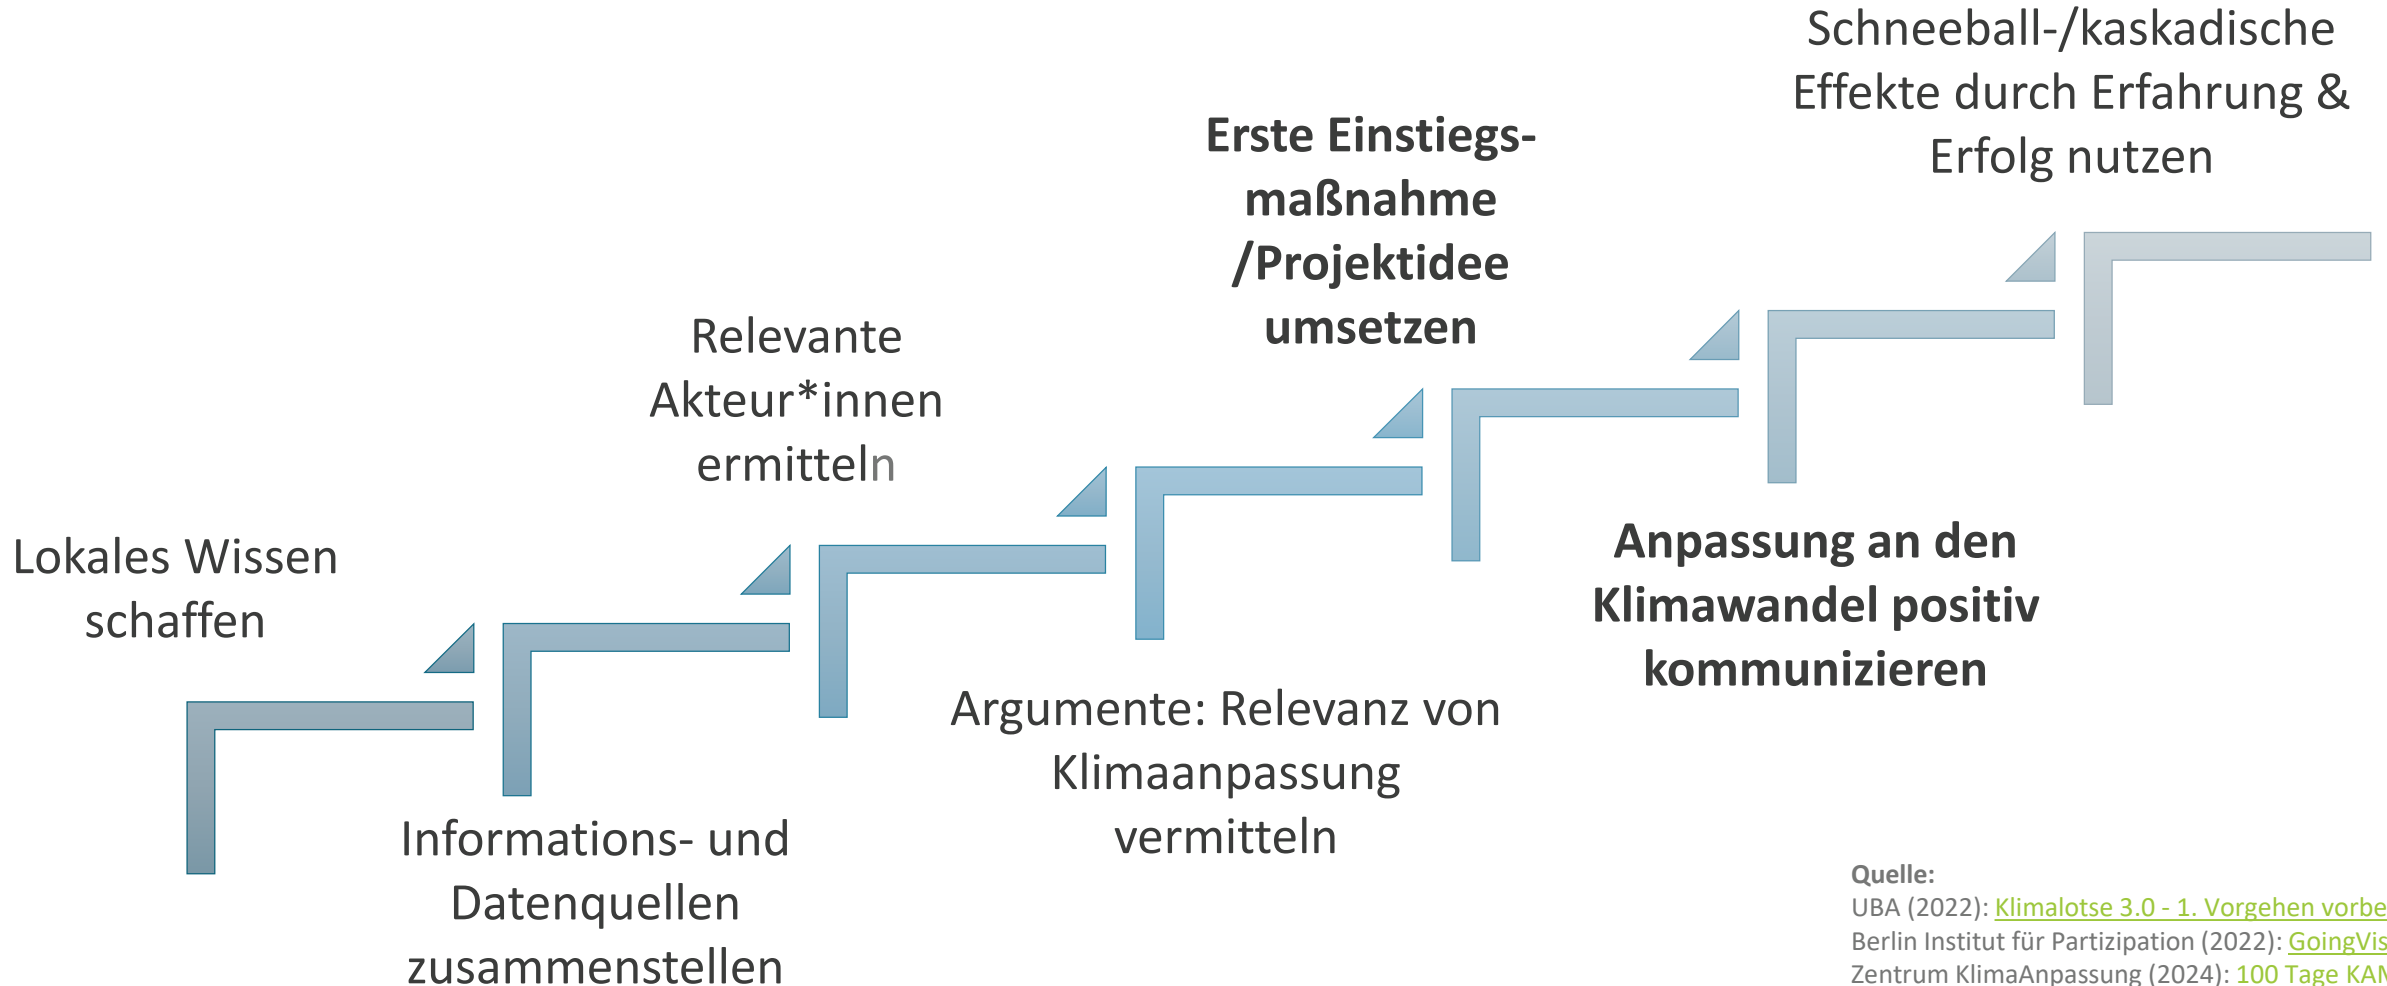 Lokales Wissen
schaffen
Informations- und
Datenquellen
zusammenstellen
Relevante
Akteur*innen
ermitteln
Argumente: Relevanz von
Klimaanpassung
vermitteln
Erste Einstiegs-
maßnahme
/Projektidee
umsetzen
Anpassung an den
Klimawandel positiv
kommunizieren
Schneeball-/kaskadische
Effekte durch Erfahrung &
Erfolg nutzen
Quelle:
UBA (2022): Klimalotse 3.0 - 1. Vorgehen vorbe
Berlin Institut für Partizipation (2022): GoingVis
Zentrum KlimaAnpassung (2024): 100 Tage KAM